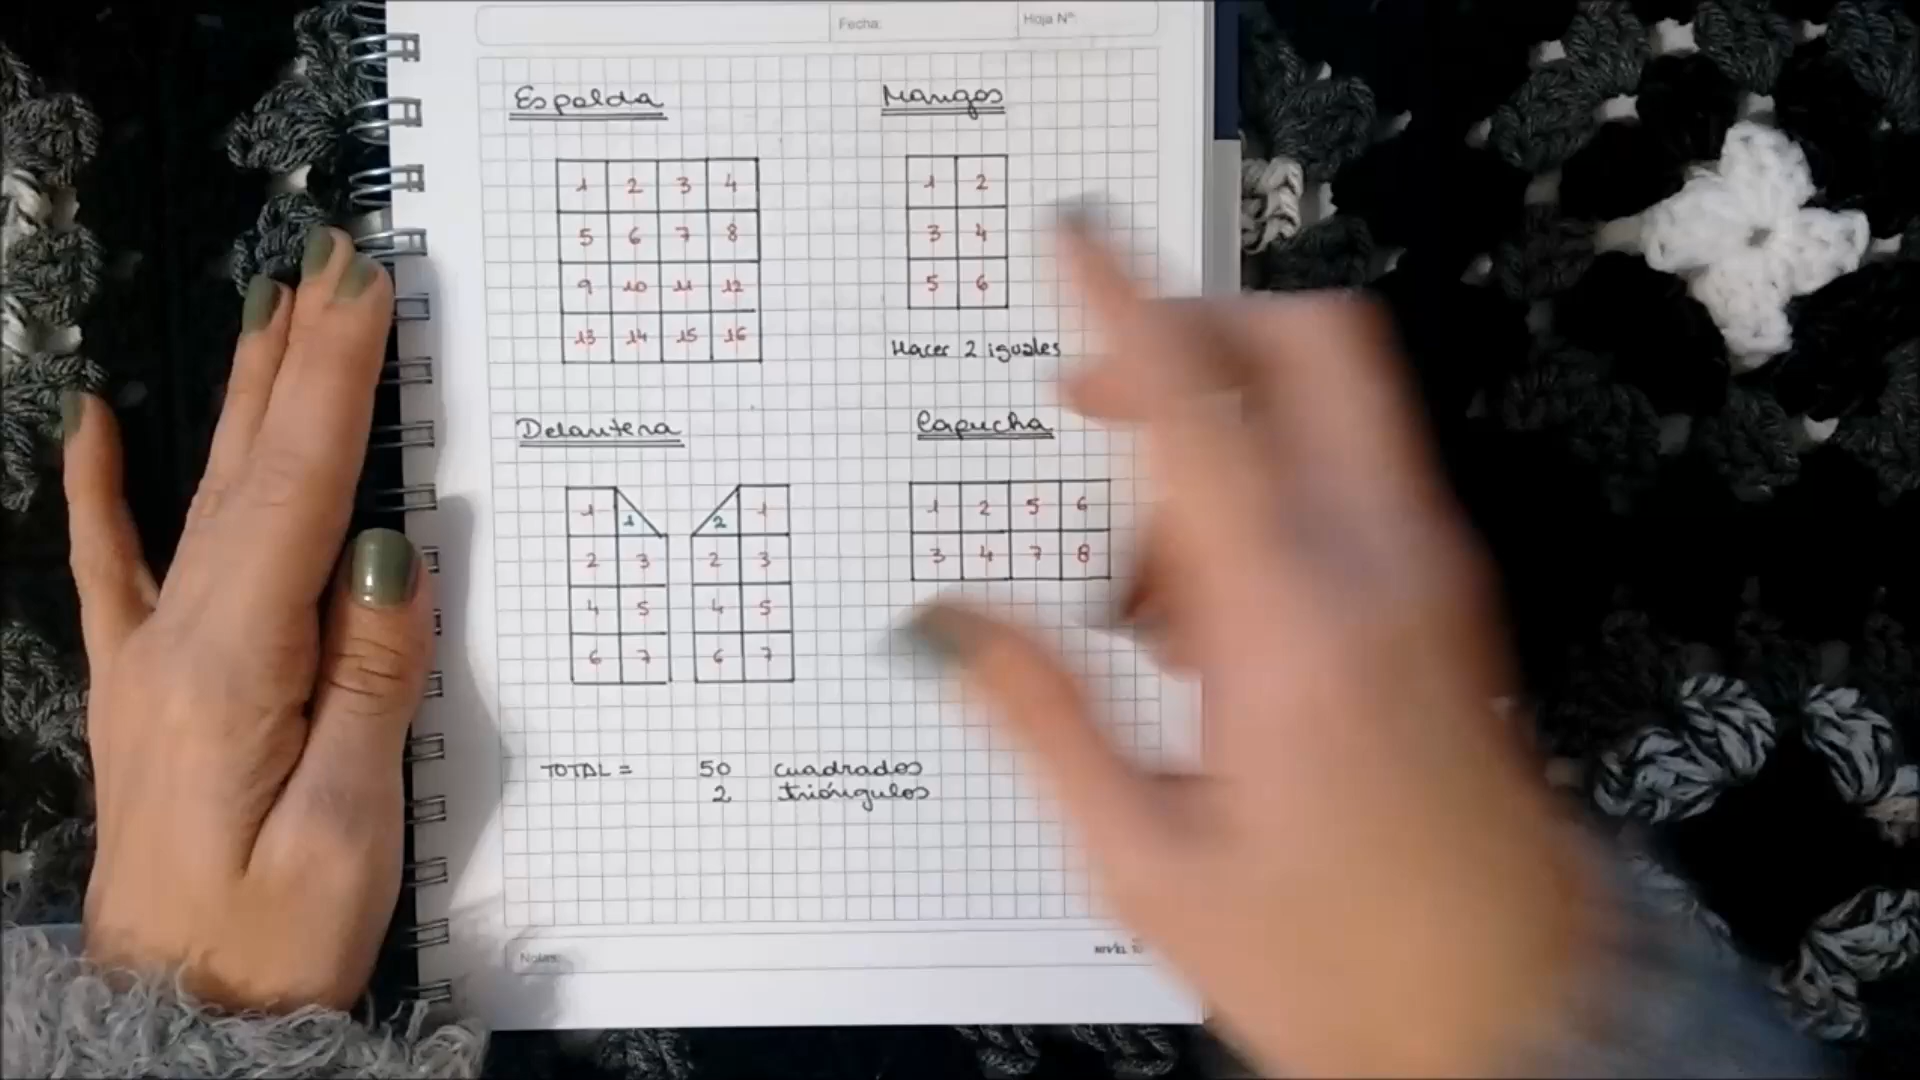 Fecha:
Hoja Nº:
Espalda
1 2 3 4
5 6 7 8
9 10 11 12
13 14 15 16
Mangas
1 2
3 4
5 6
Hacer 2 iguales
Delantera
1 1
2 3
4 5
6 7
2 1
2 3
4 5
6 7
Capucha
1 2 5 6
3 4 7 8
TOTAL = 50 cuadrados
2 triángulos
Notas:
NIVEL 10